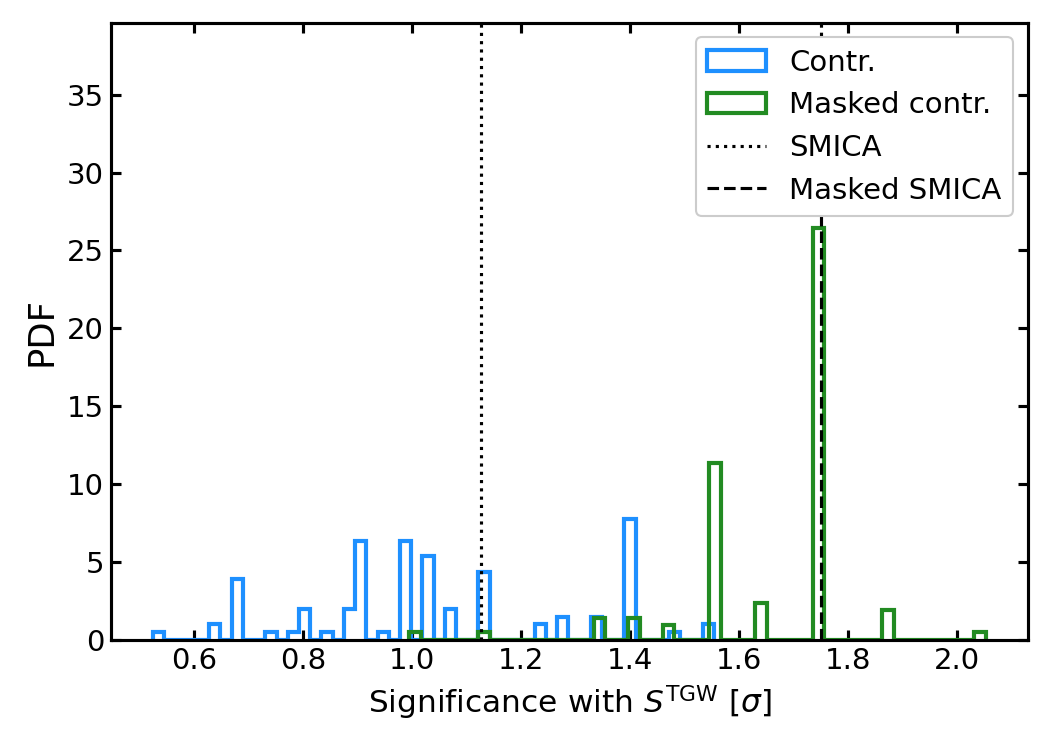 PDF
35
30
25
20
15
10
5
0
0.6 0.8 1.0 1.2 1.4 1.6 1.8 2.0
Significance with S^TGW [σ]
Contr.
Masked contr.
SMICA
Masked SMICA